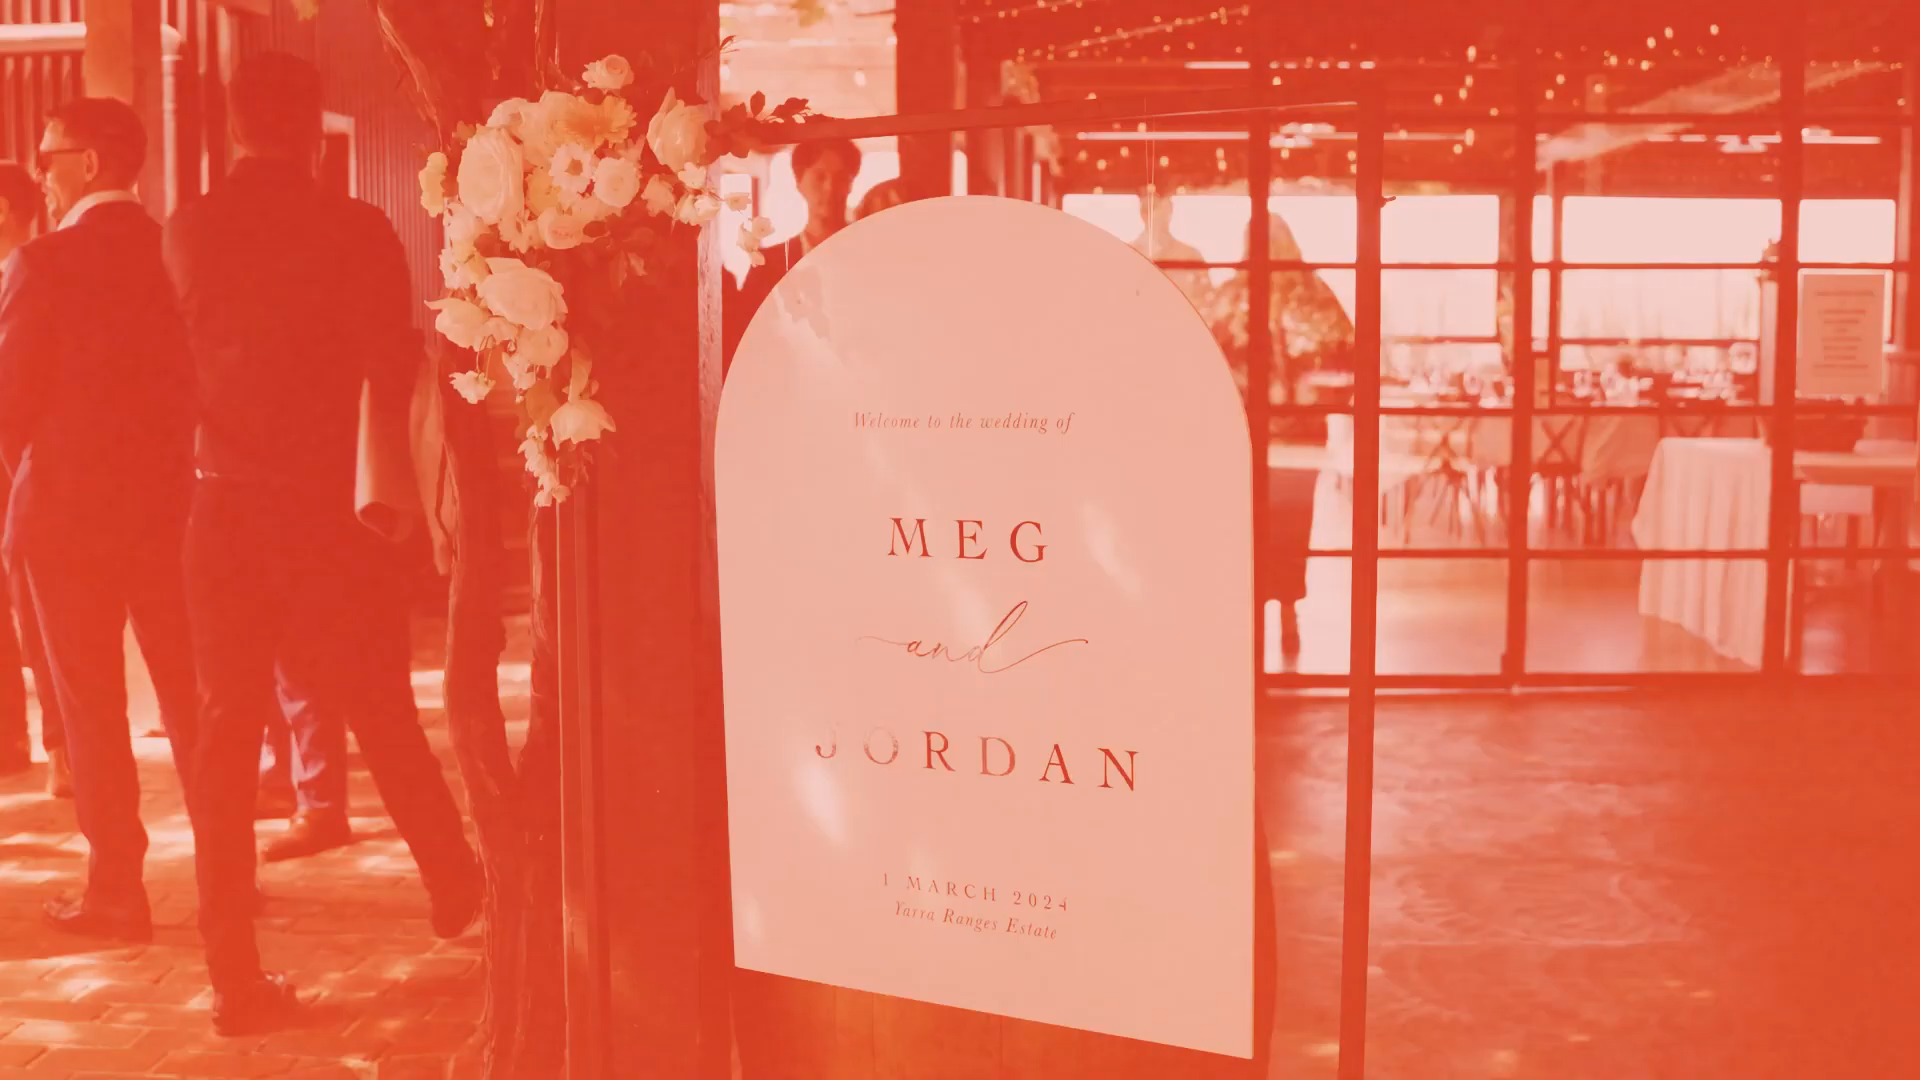 Welcome to the wedding of
MEG
and
JORDAN
1 MARCH 2024
Yarra Ranges Estate